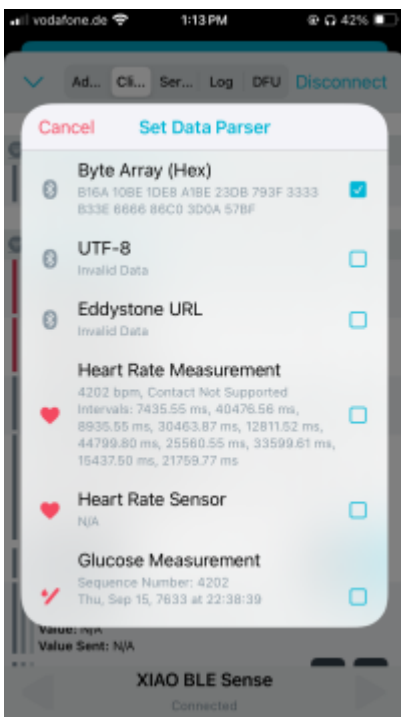 vodafone.de 1:13 PM 42%
Ad... Cli... Ser... Log DFU Disconnect
Cancel Set Data Parser
Byte Array (Hex)
B16A 10BE 1DE8 A1BE 23DB 793F 3333
B33E 6666 86C0 3D0A 57BF
UTF-8
Invalid Data
Eddystone URL
Invalid Data
Heart Rate Measurement
4202 bpm, Contact Not Supported
Intervals: 7435.55 ms, 40476.56 ms,
8935.55 ms, 30463.87 ms, 12811.52 ms,
44799.80 ms, 25560.55 ms, 33599.61 ms,
15437.50 ms, 21759.77 ms
Heart Rate Sensor
N/A
Glucose Measurement
Sequence Number: 4202
Thu, Sep 15, 7633 at 22:38:39
Value: N/A
Value Sent: N/A
XIAO BLE Sense
Connected